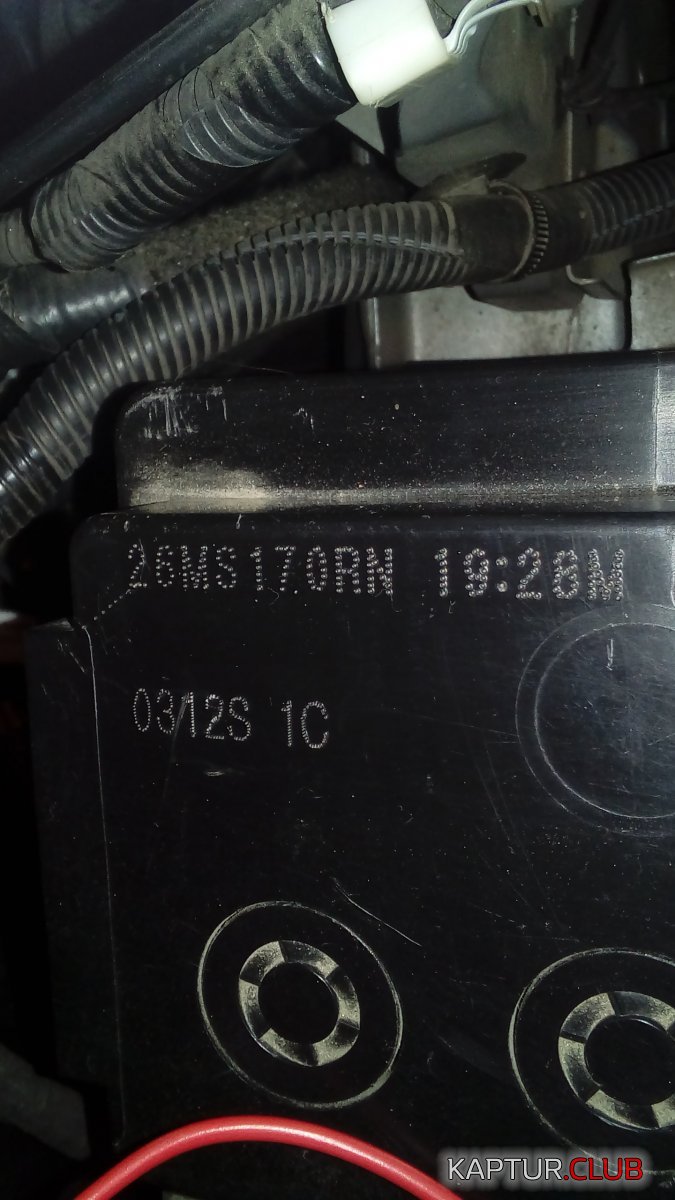 26MS170RN 19:28M
0312S 1C
KAPTUR.CLUB